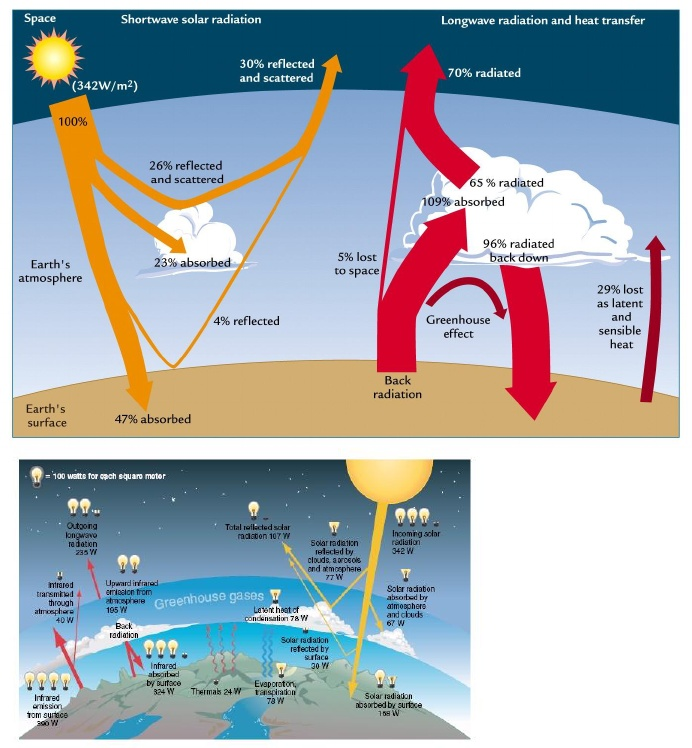 Space
Shortwave solar radiation
Longwave radiation and heat transfer
(342W/m²)
100%
30% reflected
and scattered
70% radiated
26% reflected
and scattered
65 % radiated
109% absorbed
23% absorbed
96% radiated
back down
5% lost
to space
Earth's
atmosphere
4% reflected
Greenhouse
effect
29% lost
as latent
and
sensible
heat
Back
radiation
Earth's
surface
47% absorbed
= 100 watts for each square meter
Outgoing
longwave
radiation
235 W
Total reflected solar
radiation 107 W
Solar radiation
reflected by
clouds, aerosols
and atmosphere
77 W
Incoming solar
radiation
342 W
Infrared
transmitted
through
atmosphere
40 W
Upward infrared
emission from
atmosphere
195 W
Greenhouse gases
Solar radiation
absorbed by
atmosphere
and clouds
67 W
Latent heat of
condensation 78 W
Back
radiation
Solar radiation
reflected by
surface
30 W
Infrared
absorbed
by surface
324 W
Thermals 24 W
Evaporation,
transpiration
78 W
Solar radiation
absorbed by surface
168 W
Infrared
emission
from surface
390 W